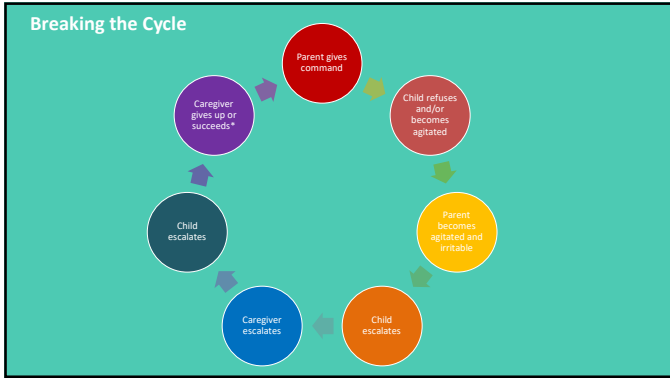 Breaking the Cycle
Parent gives
command
Child refuses
and/or
becomes
agitated
Parent
becomes
agitated and
irritable
Child
escalates
Caregiver
escalates
Child
escalates
Caregiver
gives up or
succeeds*